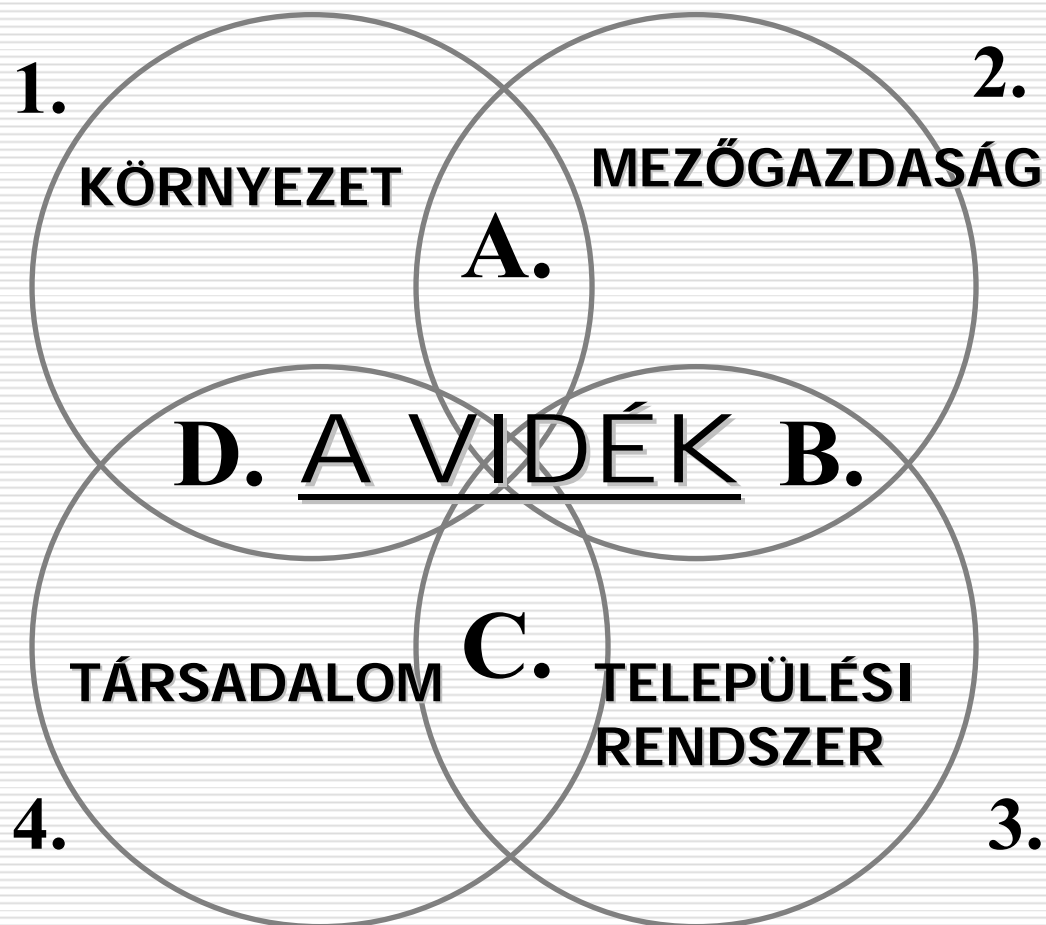 1.
2.
KÖRNYEZET
MEZŐGAZDASÁG
A.
D. A VIDÉK B.
C.
TÁRSADALOM
TELEPÜLÉSI
RENDSZER
4.
3.